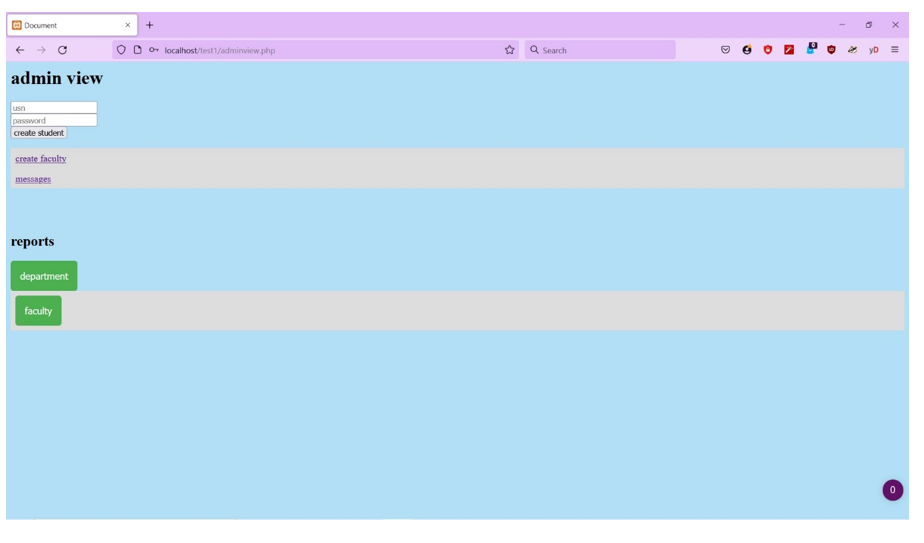 Document
localhost/test1/adminview.php
Search
0
yD
admin view
usn
password
create student
create faculty
messages
reports
department
faculty
0